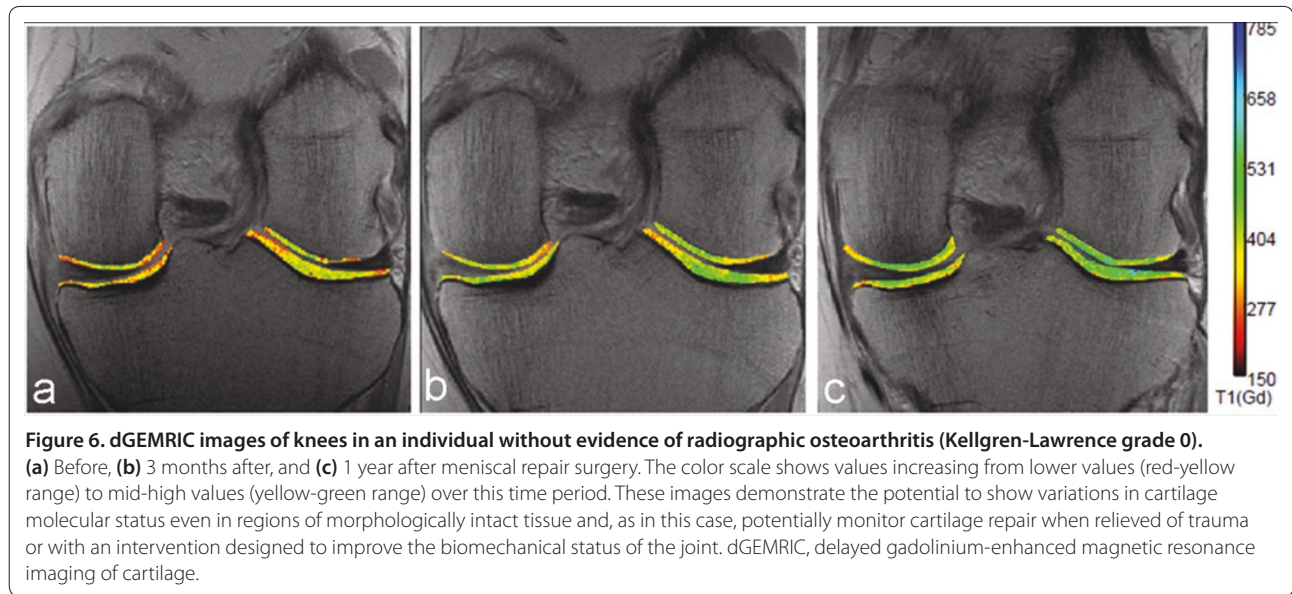 785
658
531
404
277
150
T1(Gd)
a
b
c
Figure 6. dGEMRIC images of knees in an individual without evidence of radiographic osteoarthritis (Kellgren-Lawrence grade 0).
(a) Before, (b) 3 months after, and (c) 1 year after meniscal repair surgery. The color scale shows values increasing from lower values (red-yellow
range) to mid-high values (yellow-green range) over this time period. These images demonstrate the potential to show variations in cartilage
molecular status even in regions of morphologically intact tissue and, as in this case, potentially monitor cartilage repair when relieved of trauma
or with an intervention designed to improve the biomechanical status of the joint. dGEMRIC, delayed gadolinium-enhanced magnetic resonance
imaging of cartilage.